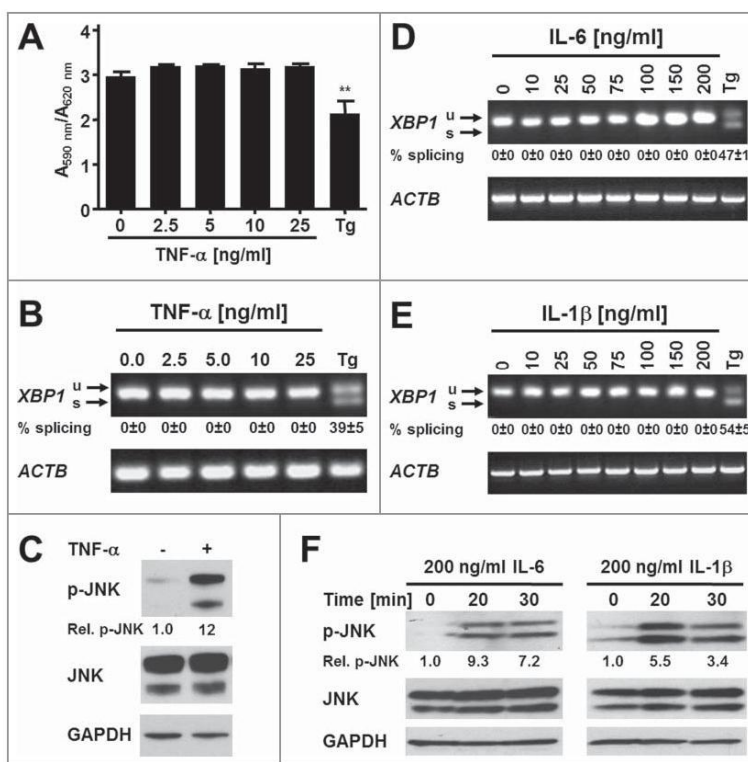 A
A590 nm/A620 nm
4
3
2
1
0
**
0 2.5 5 10 25 Tg
TNF-α [ng/ml]
B
TNF-α [ng/ml]
0.0 2.5 5.0 10 25 Tg
XBP1 u
s
% splicing 0±0 0±0 0±0 0±0 0±0 39±5
ACTB
C
TNF-α - +
p-JNK
Rel. p-JNK 1.0 12
JNK
GAPDH
D
IL-6 [ng/ml]
0 10 25 50 75 100 150 200 Tg
XBP1 u
s
% splicing 0±0 0±0 0±0 0±0 0±0 0±0 0±0 0±0 47±1
ACTB
E
IL-1β [ng/ml]
0 10 25 50 75 100 150 200 Tg
XBP1 u
s
% splicing 0±0 0±0 0±0 0±0 0±0 0±0 0±0 0±0 54±5
ACTB
F
200 ng/ml IL-6 200 ng/ml IL-1β
Time [min] 0 20 30 0 20 30
p-JNK
Rel. p-JNK 1.0 9.3 7.2 1.0 5.5 3.4
JNK
GAPDH